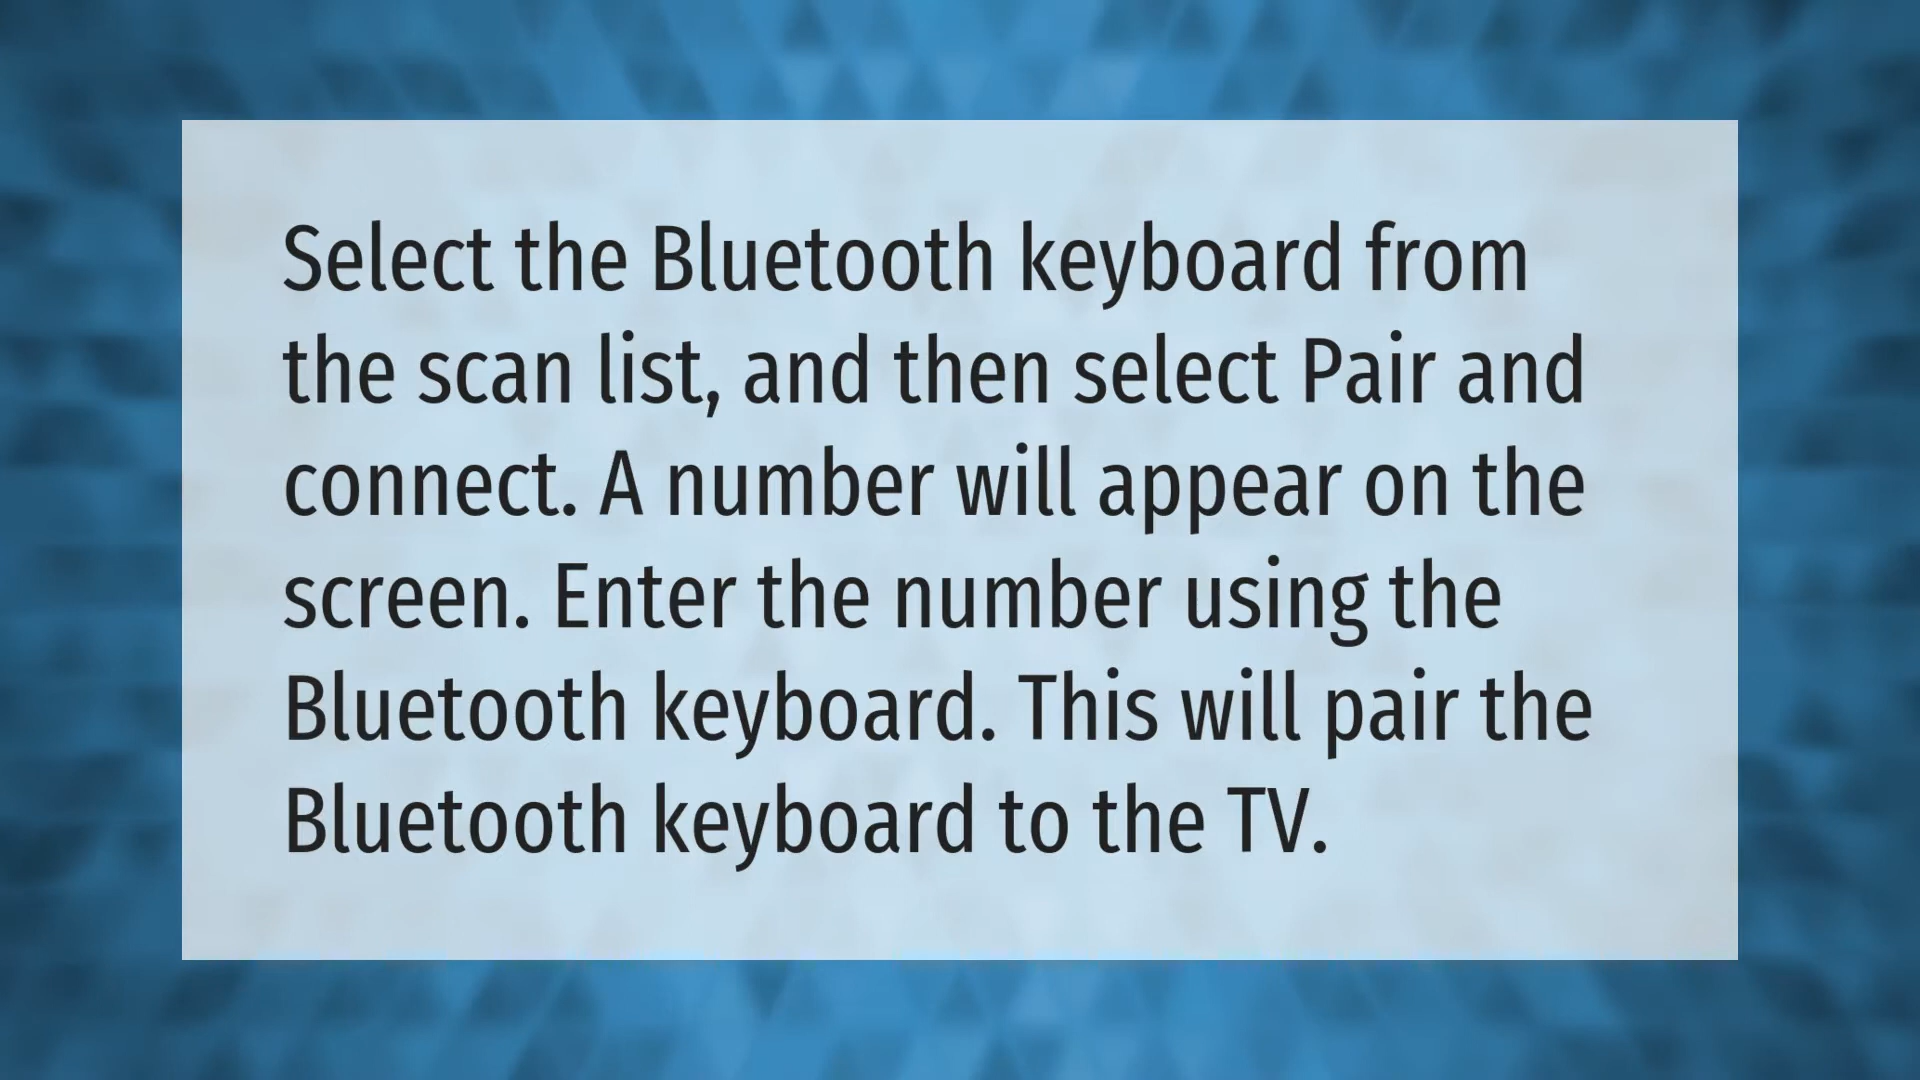 Select the Bluetooth keyboard from
the scan list, and then select Pair and
connect. A number will appear on the
screen. Enter the number using the
Bluetooth keyboard. This will pair the
Bluetooth keyboard to the TV.